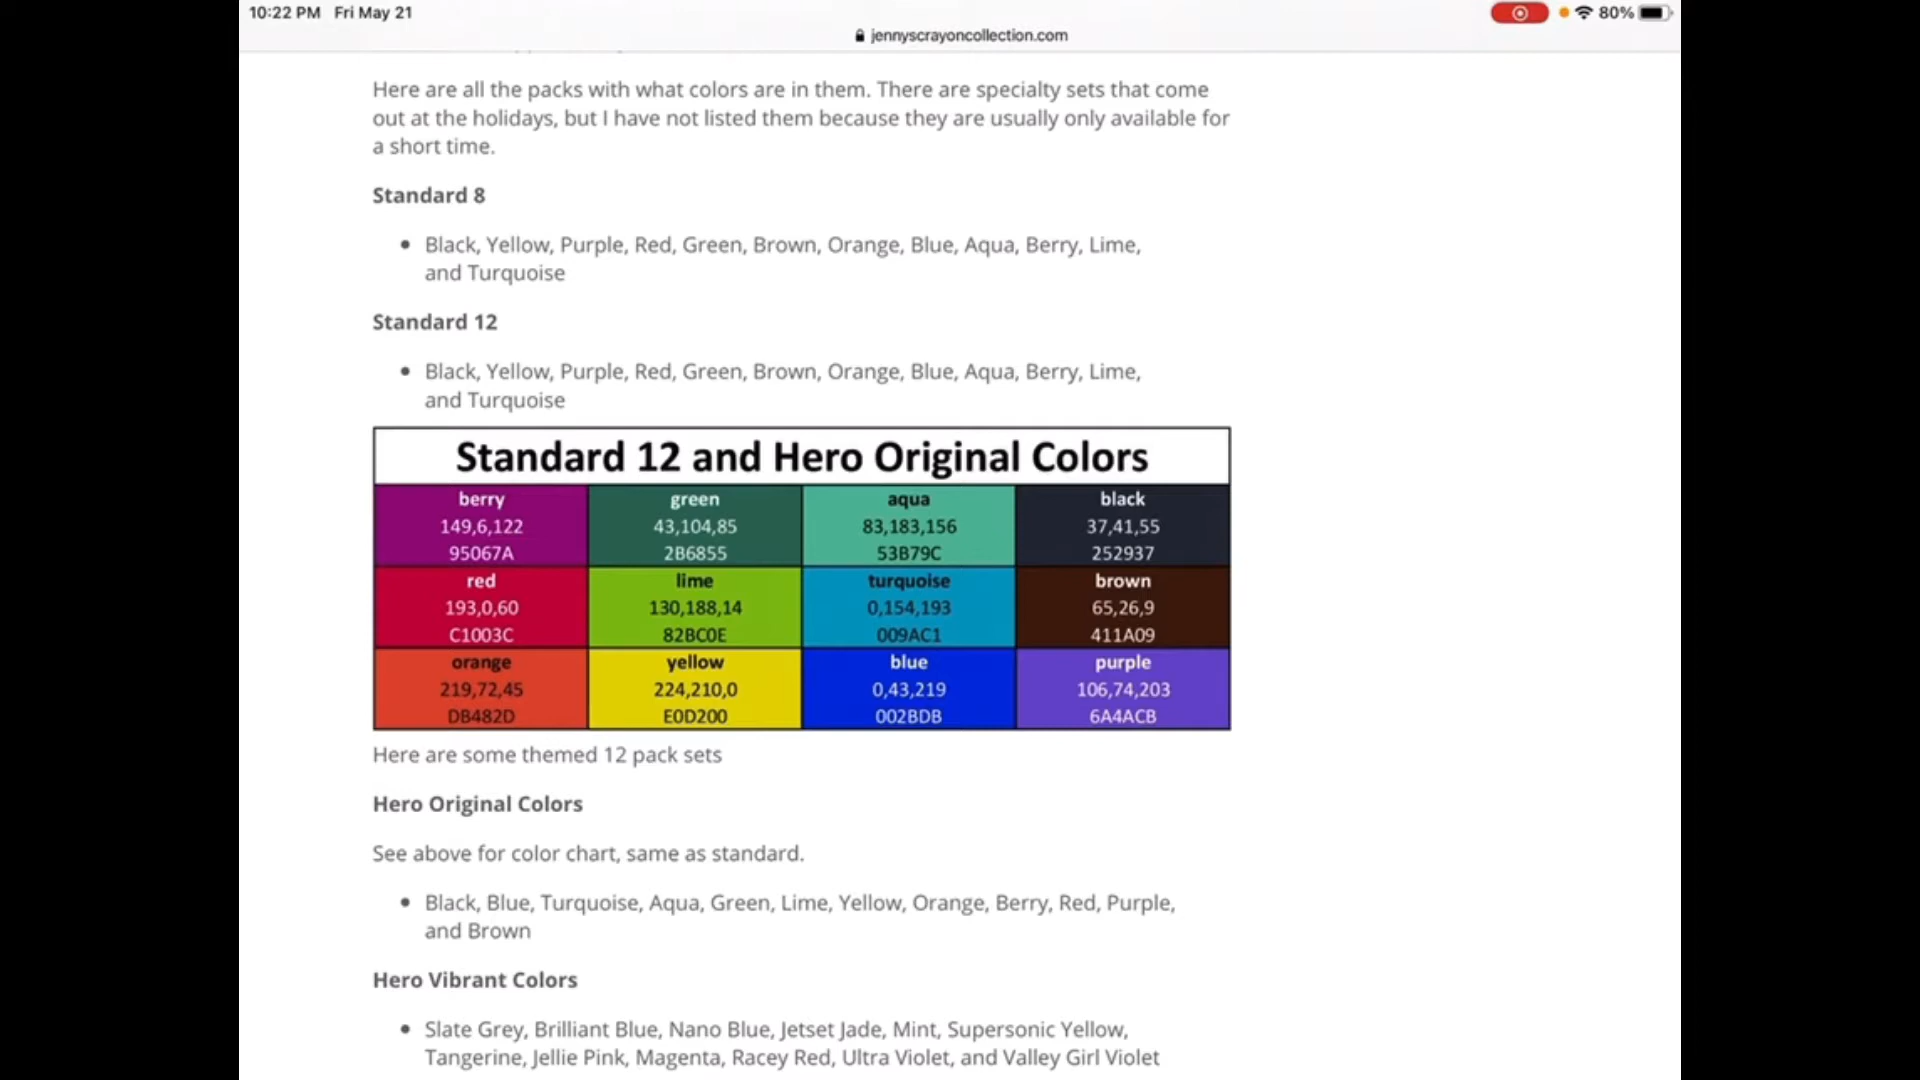 10:22 PM Fri May 21
80%
jennyscrayoncollection.com
Here are all the packs with what colors are in them. There are specialty sets that come
out at the holidays, but I have not listed them because they are usually only available for
a short time.
Standard 8
Black, Yellow, Purple, Red, Green, Brown, Orange, Blue, Aqua, Berry, Lime,
and Turquoise
Standard 12
Black, Yellow, Purple, Red, Green, Brown, Orange, Blue, Aqua, Berry, Lime,
and Turquoise
Standard 12 and Hero Original Colors
berry green aqua black
149,6,122 43,104,85 83,183,156 37,41,55
95067A 2B6855 53B79C 252937
red lime turquoise brown
193,0,60 130,188,14 0,154,193 65,26,9
C1003C 82BC0E 009AC1 411A09
orange yellow blue purple
219,72,45 224,210,0 0,43,219 106,74,203
DB482D E0D200 002BDB 6A4ACB
Here are some themed 12 pack sets
Hero Original Colors
See above for color chart, same as standard.
Black, Blue, Turquoise, Aqua, Green, Lime, Yellow, Orange, Berry, Red, Purple,
and Brown
Hero Vibrant Colors
Slate Grey, Brilliant Blue, Nano Blue, Jetset Jade, Mint, Supersonic Yellow,
Tangerine, Jellie Pink, Magenta, Racey Red, Ultra Violet, and Valley Girl Violet